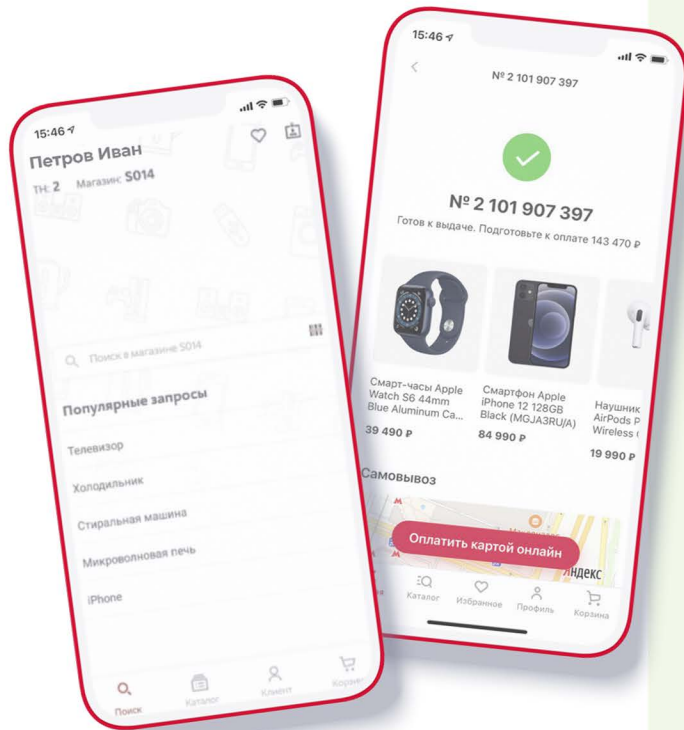 15:46
Петров Иван
ТН: 2 Магазин: S014
Поиск в магазине S014
Популярные запросы
Телевизор
Холодильник
Стиральная машина
Микроволновая печь
iPhone
Поиск
Каталог
Клиент
Корзин
15:46
№ 2 101 907 397
№ 2 101 907 397
Готов к выдаче. Подготовьте к оплате 143 470 ₽
Смарт-часы Apple
Watch S6 44mm
Blue Aluminum Ca...
39 490 ₽
Смартфон Apple
iPhone 12 128GB
Black (MGJA3RU/A)
84 990 ₽
Наушник
AirPods P
Wireless
19 990 ₽
Самовывоз
Оплатить картой онлайн
Яндекс
Каталог
Избранное
Профиль
Корзина